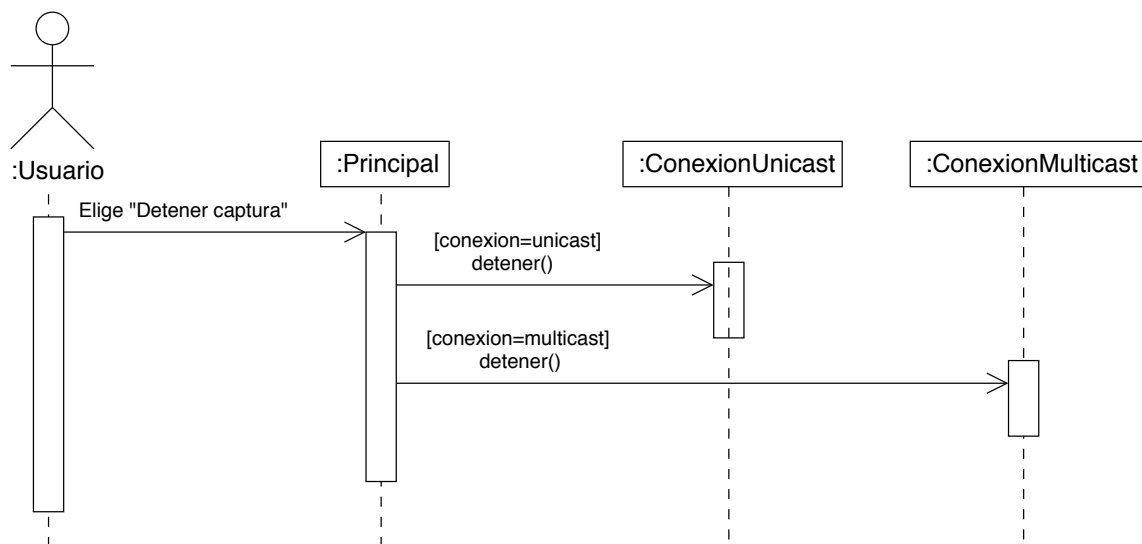 :Usuario
:Principal
:ConexionUnicast
:ConexionMulticast
Elige "Detener captura"
[conexion=unicast]
detener()
[conexion=multicast]
detener()